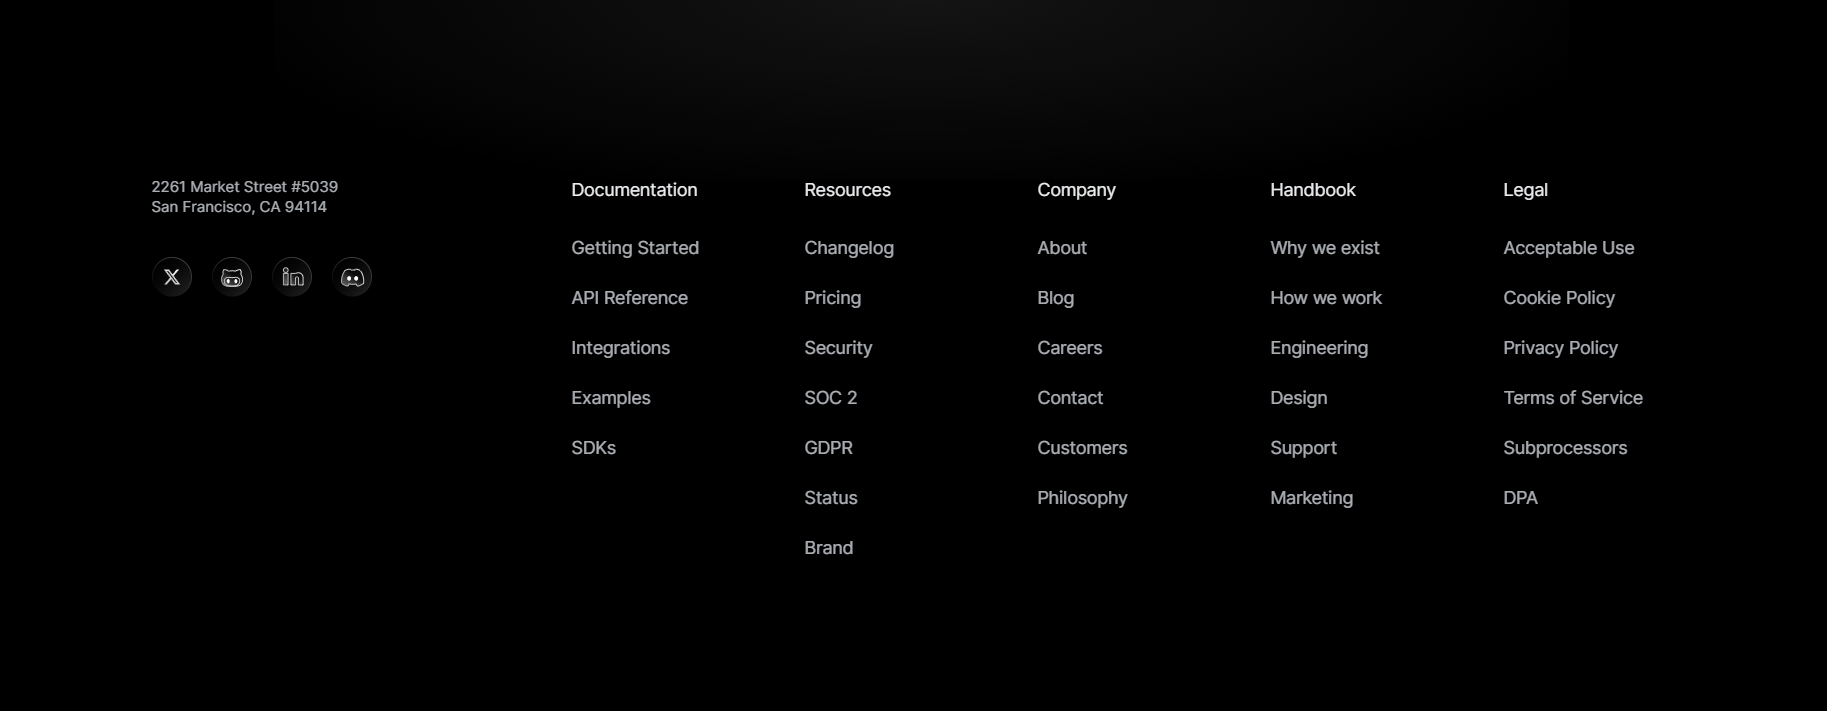 2261 Market Street #5039
San Francisco, CA 94114
Documentation
Getting Started
API Reference
Integrations
Examples
SDKs
Resources
Changelog
Pricing
Security
SOC 2
GDPR
Status
Brand
Company
About
Blog
Careers
Contact
Customers
Philosophy
Handbook
Why we exist
How we work
Engineering
Design
Support
Marketing
Legal
Acceptable Use
Cookie Policy
Privacy Policy
Terms of Service
Subprocessors
DPA